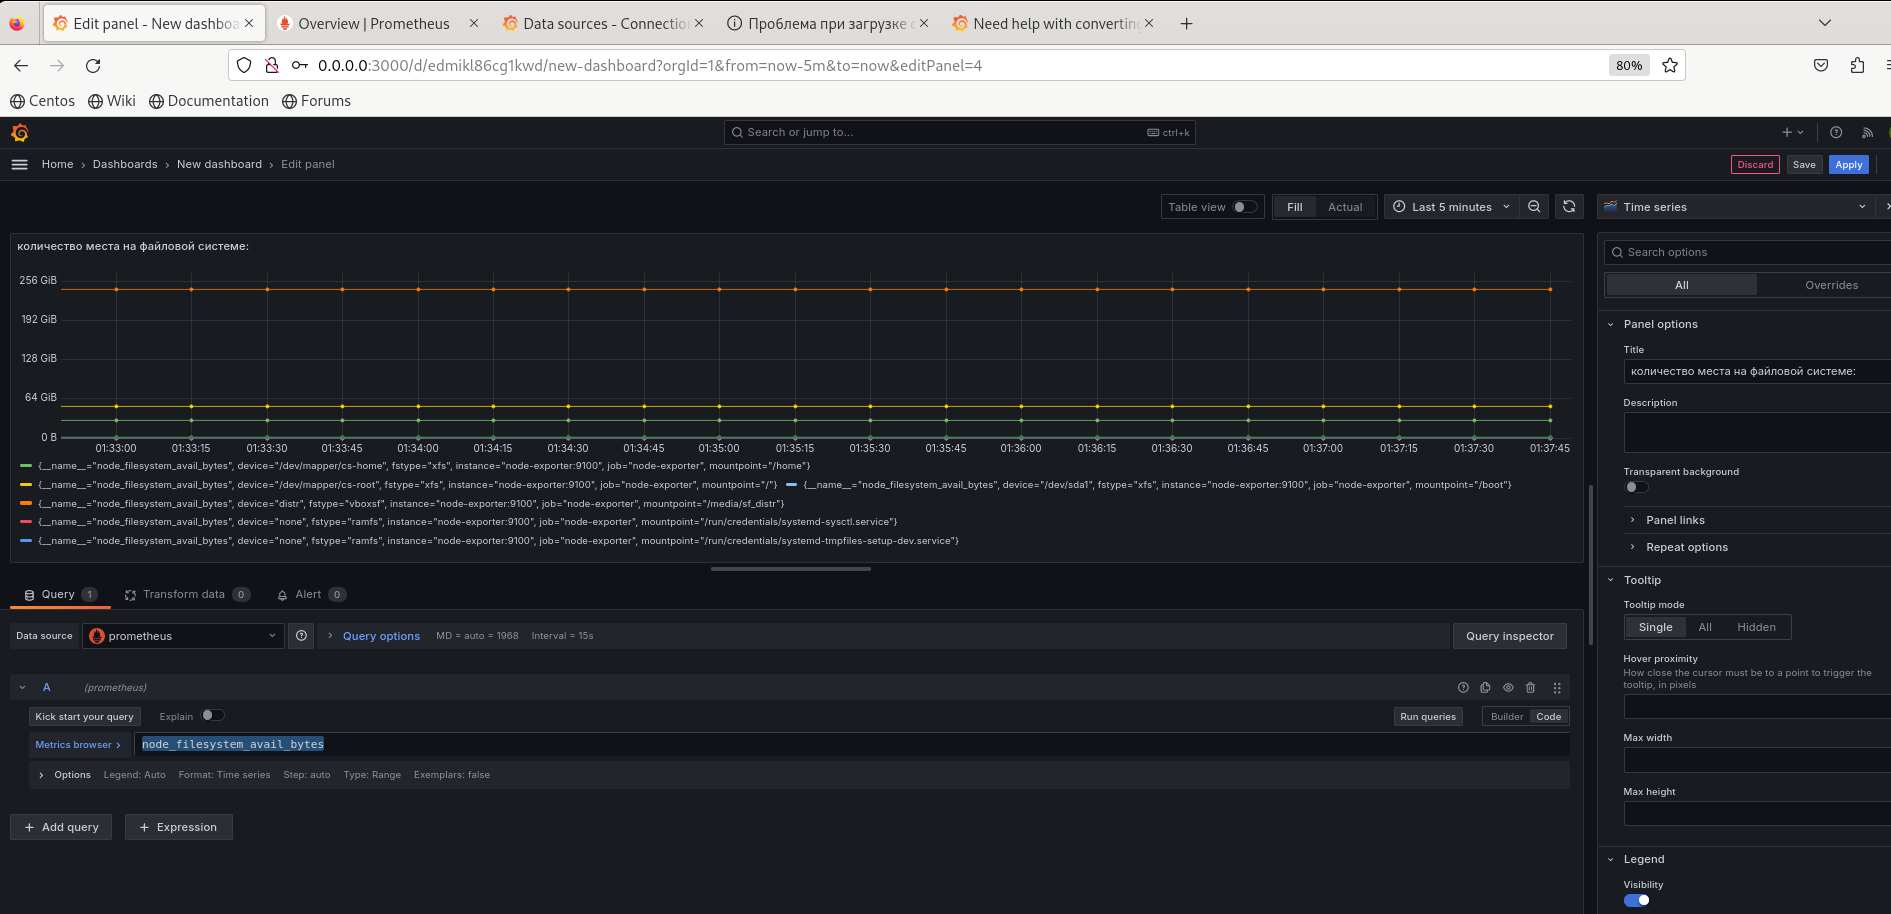 Edit panel - New dashboa
Overview | Prometheus
Data sources - Connectio
Проблема при загрузке
Need help with converting
0.0.0.0:3000/d/edmikl86cg1kwd/new-dashboard?orgId=1&from=now-5m&to=now&editPanel=4
80%
Centos Wiki Documentation Forums
Search or jump to... ctrl+k
Home › Dashboards › New dashboard › Edit panel
Discard Save Apply
Table view Fill Actual Last 5 minutes Time series
количество места на файловой системе:
256 GiB
192 GiB
128 GiB
64 GiB
0 B
01:33:00 01:33:15 01:33:30 01:33:45 01:34:00 01:34:15 01:34:30 01:34:45 01:35:00 01:35:15 01:35:30 01:35:45 01:36:00 01:36:15 01:36:30 01:36:45 01:37:00 01:37:15 01:37:30 01:37:45
{__name__="node_filesystem_avail_bytes", device="/dev/mapper/cs-home", fstype="xfs", instance="node-exporter:9100", job="node-exporter", mountpoint="/home"}
{__name__="node_filesystem_avail_bytes", device="/dev/mapper/cs-root", fstype="xfs", instance="node-exporter:9100", job="node-exporter", mountpoint="/"} {__name__="node_filesystem_avail_bytes", device="/dev/sda1", fstype="xfs", instance="node-exporter:9100", job="node-exporter", mountpoint="/boot"}
{__name__="node_filesystem_avail_bytes", device="distr", fstype="vboxsf", instance="node-exporter:9100", job="node-exporter", mountpoint="/media/sf_distr"}
{__name__="node_filesystem_avail_bytes", device="none", fstype="ramfs", instance="node-exporter:9100", job="node-exporter", mountpoint="/run/credentials/systemd-sysctl.service"}
{__name__="node_filesystem_avail_bytes", device="none", fstype="ramfs", instance="node-exporter:9100", job="node-exporter", mountpoint="/run/credentials/systemd-tmpfiles-setup-dev.service"}
Query 1 Transform data 0 Alert 0
Data source prometheus Query options MD = auto = 1968 Interval = 15s Query inspector
A (prometheus)
Kick start your query Explain Run queries Builder Code
Metrics browser > node_filesystem_avail_bytes
Options Legend: Auto Format: Time series Step: auto Type: Range Exemplars: false
+ Add query + Expression
Search options
All Overrides
Panel options
Title
количество места на файловой системе:
Description
Transparent background
Panel links
Repeat options
Tooltip
Tooltip mode
Single All Hidden
Hover proximity
How close the cursor must be to a point to trigger the
tooltip, in pixels
Max width
Max height
Legend
Visibility